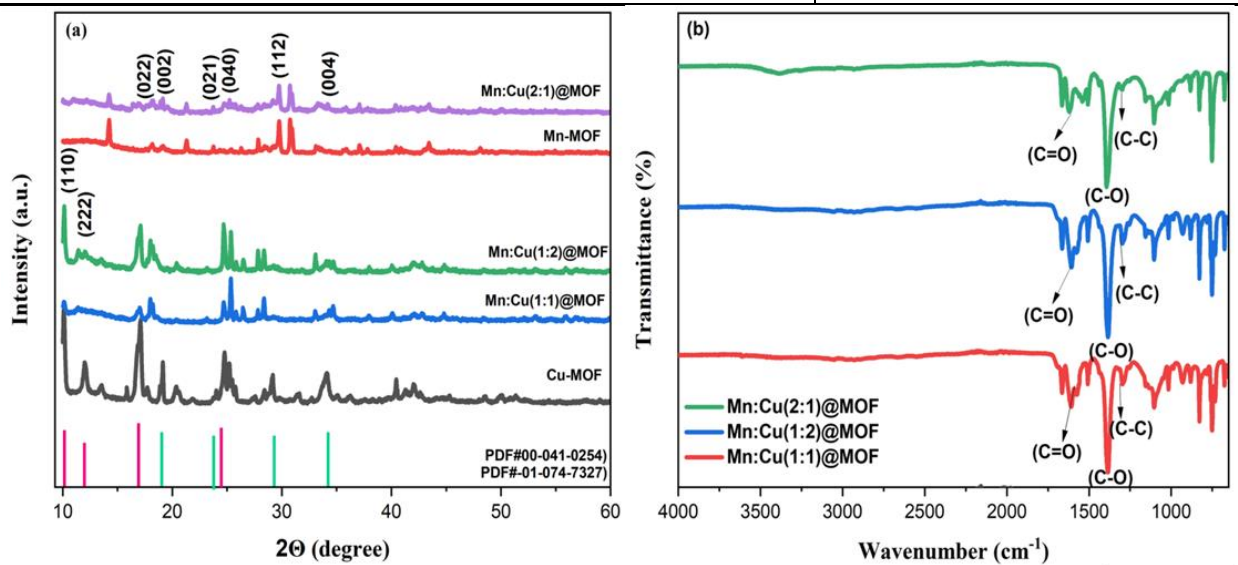 (a)
(022)
(002)
(021)
(040)
(112)
(004)
Mn:Cu(2:1)@MOF
Mn-MOF
(110)
(222)
Mn:Cu(1:2)@MOF
Mn:Cu(1:1)@MOF
Cu-MOF
PDF#00-041-0254)
PDF#-01-074-7327)
10 20 30 40 50 60
2Θ (degree)
Intensity (a.u.)
(b)
(C=O)
(C-C)
(C-O)
(C=O)
(C-C)
(C-O)
(C=O)
(C-C)
(C-O)
Mn:Cu(2:1)@MOF
Mn:Cu(1:2)@MOF
Mn:Cu(1:1)@MOF
4000 3500 3000 2500 2000 1500 1000
Wavenumber (cm-1)
Transmittance (%)